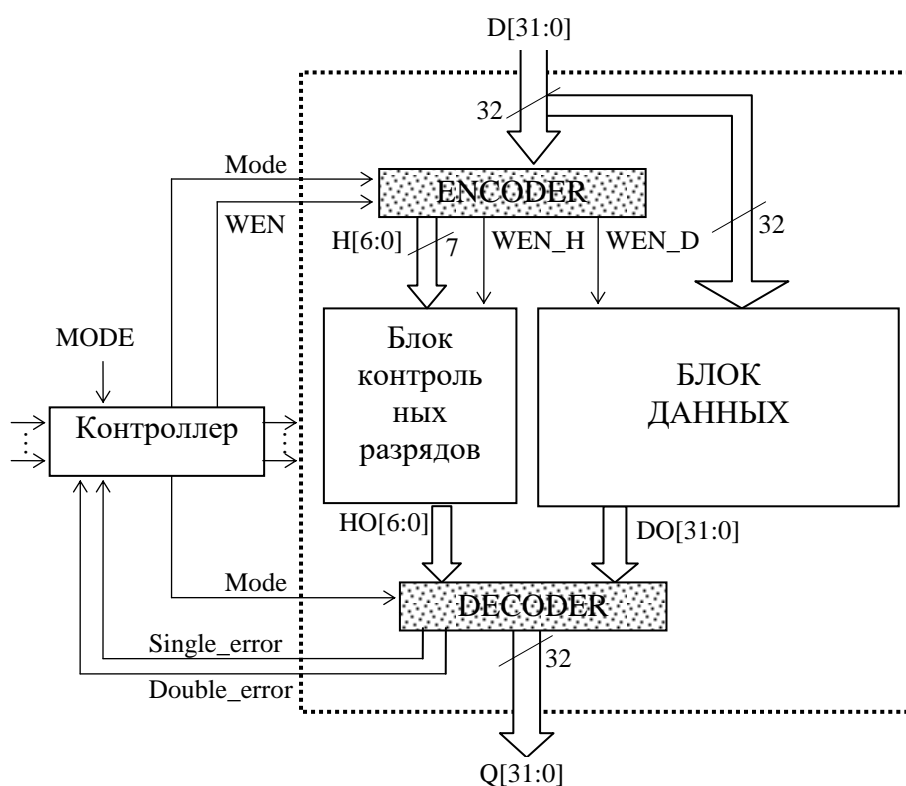 D[31:0]
32
Mode
ENCODER
WEN
32
H[6:0]
7
WEN_H
WEN_D
MODE
Блок
контроль
ных
разрядов
БЛОК
ДАННЫХ
Контроллер
HO[6:0]
DO[31:0]
Mode
DECODER
Single_error
32
Double_error
Q[31:0]